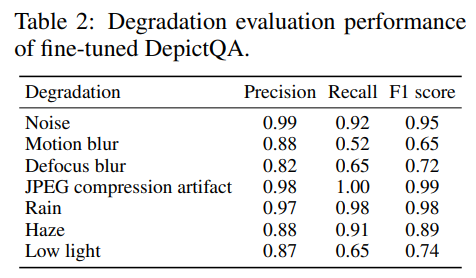 Table 2: Degradation evaluation performance
of fine-tuned DepictQA.
Degradation Precision Recall F1 score
Noise 0.99 0.92 0.95
Motion blur 0.88 0.52 0.65
Defocus blur 0.82 0.65 0.72
JPEG compression artifact 0.98 1.00 0.99
Rain 0.97 0.98 0.98
Haze 0.88 0.91 0.89
Low light 0.87 0.65 0.74